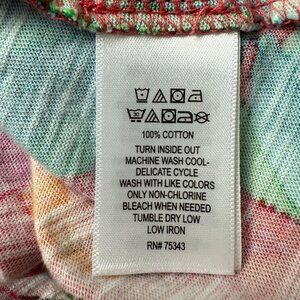 100% COTTON
TURN INSIDE OUT
MACHINE WASH COOL-
DELICATE CYCLE
WASH WITH LIKE COLORS
ONLY NON-CHLORINE
BLEACH WHEN NEEDED
TUMBLE DRY LOW
LOW IRON
RN# 75343